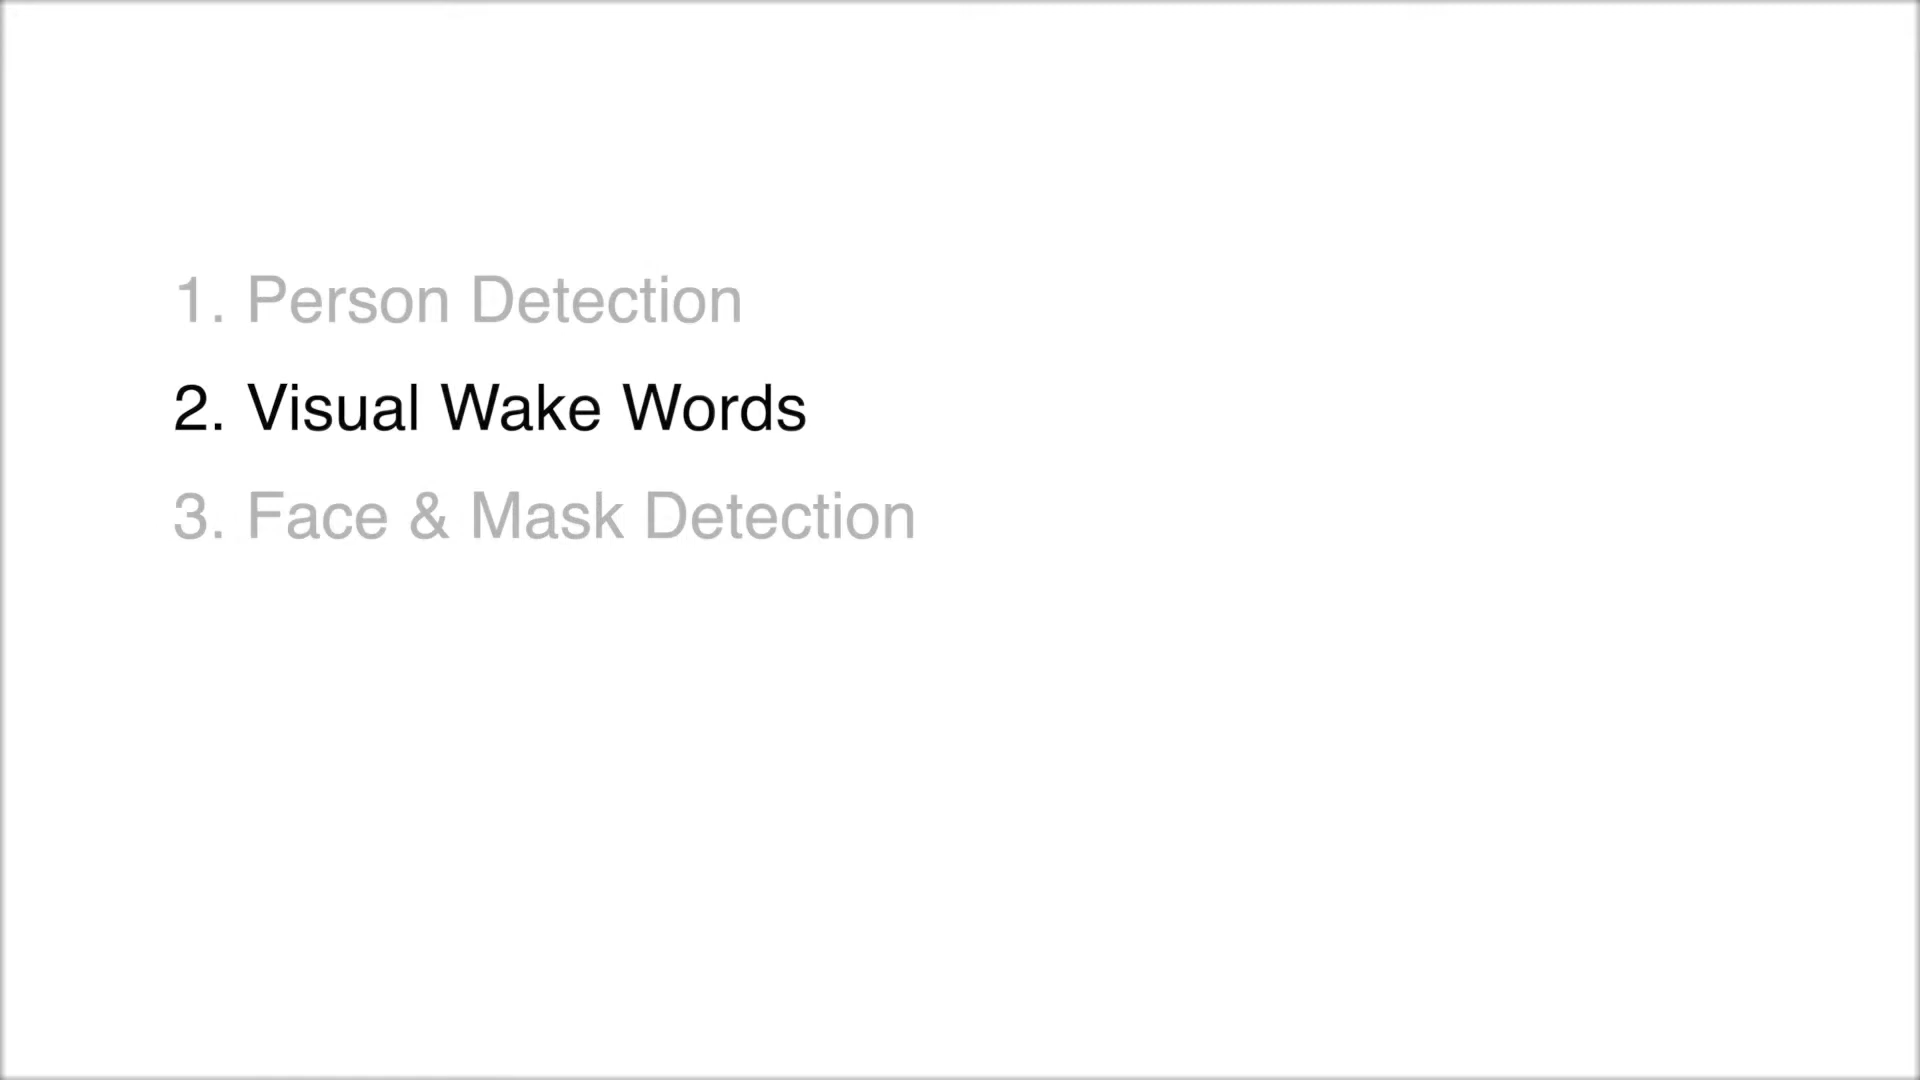 1. Person Detection
2. Visual Wake Words
3. Face & Mask Detection